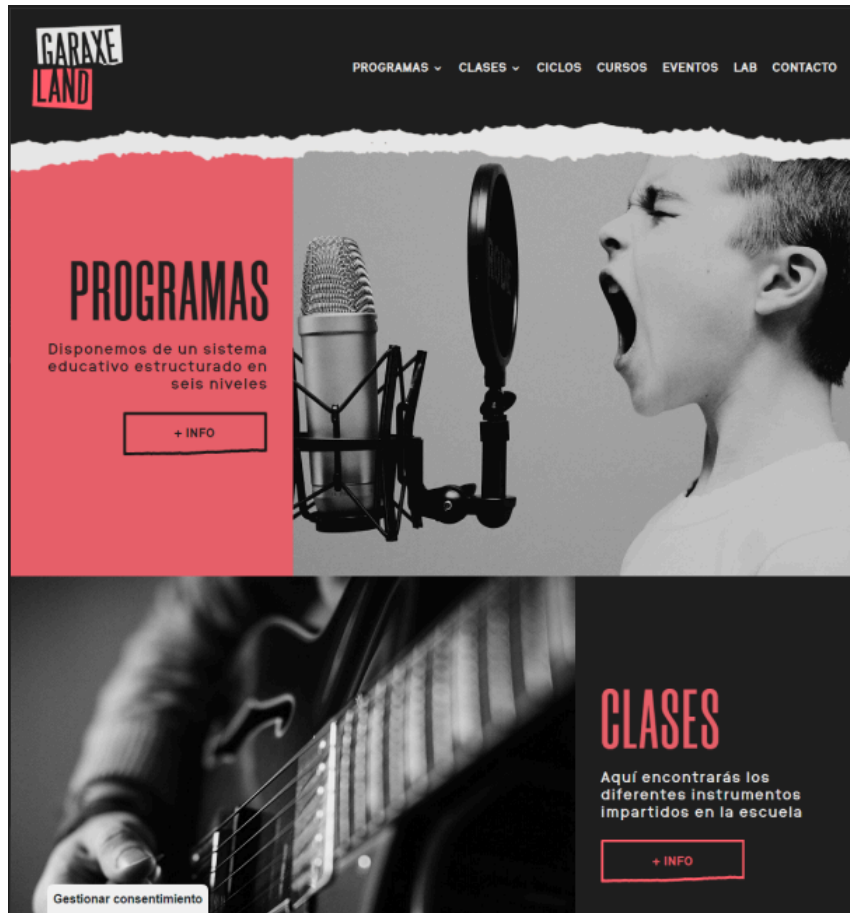 GARAXE
LAND
PROGRAMAS CLASES CICLOS CURSOS EVENTOS LAB CONTACTO
PROGRAMAS
Disponemos de un sistema
educativo estructurado en
seis niveles
+ INFO
RODE
CLASES
Aquí encontrarás los
diferentes instrumentos
impartidos en la escuela
+ INFO
Gestionar consentimiento